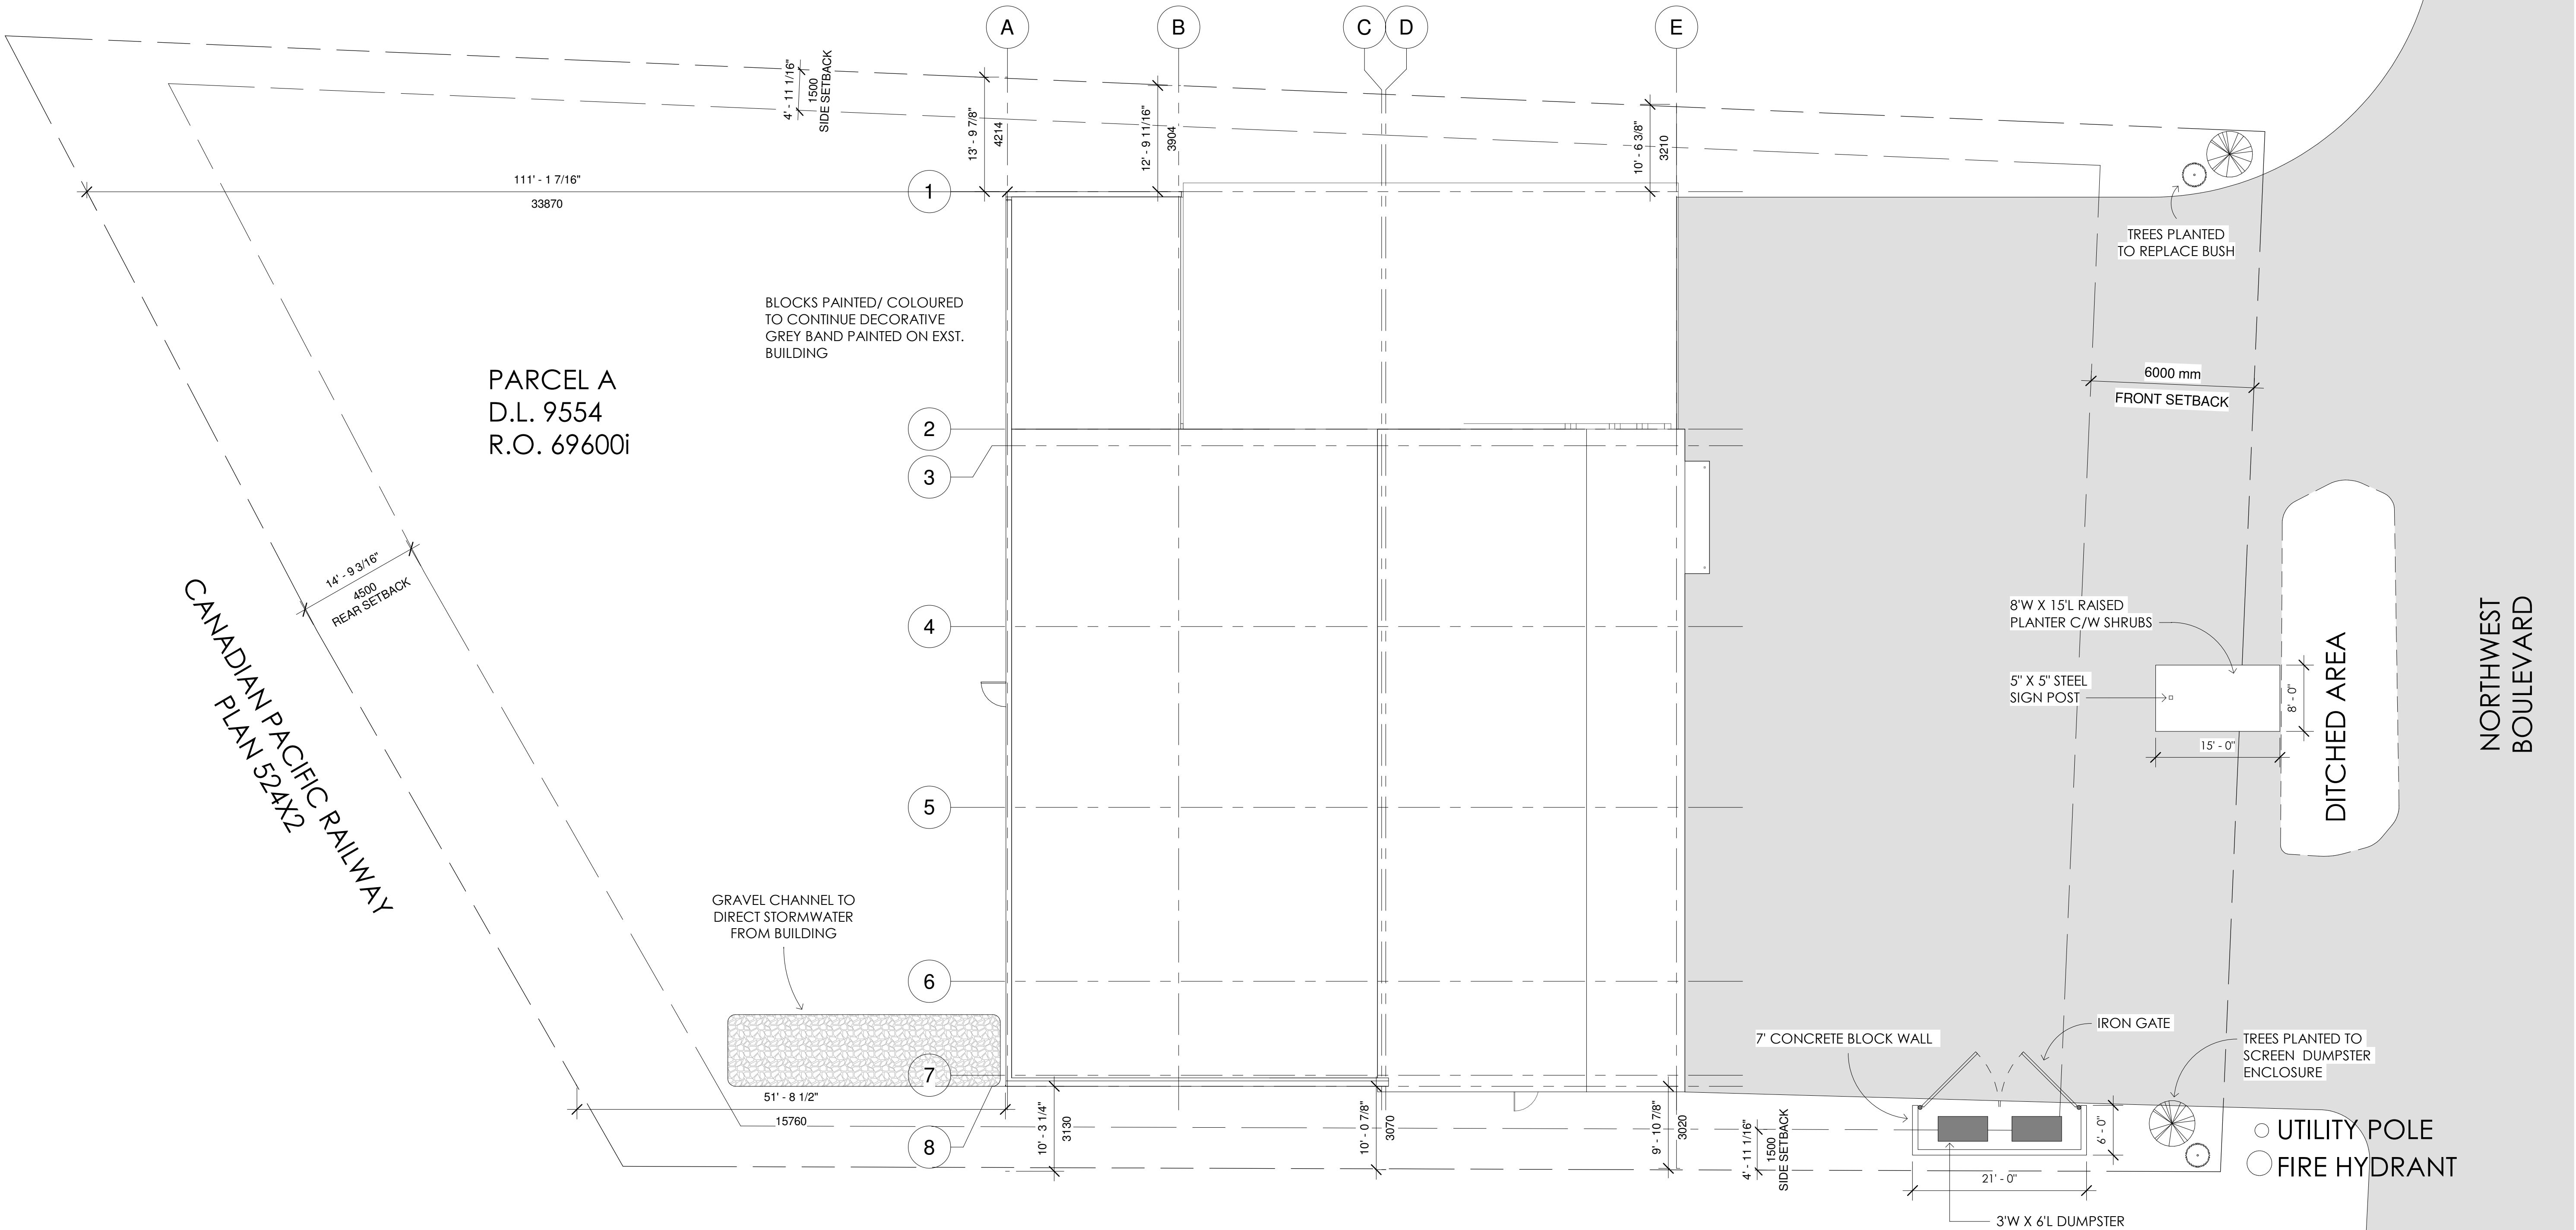 A
B
C
D
E
4' - 11 11/16"
1500
SIDE SETBACK
13' - 9 7/8"
4214
12' - 9 11/16"
3904
10' - 6 3/8"
3210
111' - 1 7/16"
33870
1
TREES PLANTED
TO REPLACE BUSH
BLOCKS PAINTED/ COLOURED
TO CONTINUE DECORATIVE
GREY BAND PAINTED ON EXST.
BUILDING
PARCEL A
D.L. 9554
R.O. 69600i
6000 mm
FRONT SETBACK
2
3
14' - 9 3/16"
4500
REAR SETBACK
CANADIAN PACIFIC RAILWAY
PLAN 524X2
4
8'W X 15'L RAISED
PLANTER C/W SHRUBS
5" X 5" STEEL
SIGN POST
8' - 0"
15' - 0"
DITCHED AREA
NORTHWEST
BOULEVARD
5
GRAVEL CHANNEL TO
DIRECT STORMWATER
FROM BUILDING
6
7
7' CONCRETE BLOCK WALL
IRON GATE
TREES PLANTED TO
SCREEN DUMPSTER
ENCLOSURE
51' - 8 1/2"
15760
8
10' - 3 1/4"
3130
10' - 0 7/8"
3070
9' - 10 7/8"
3020
4' - 11 11/16"
1500
SIDE SETBACK
6' - 0"
21' - 0"
UTILITY POLE
FIRE HYDRANT
3'W X 6'L DUMPSTER